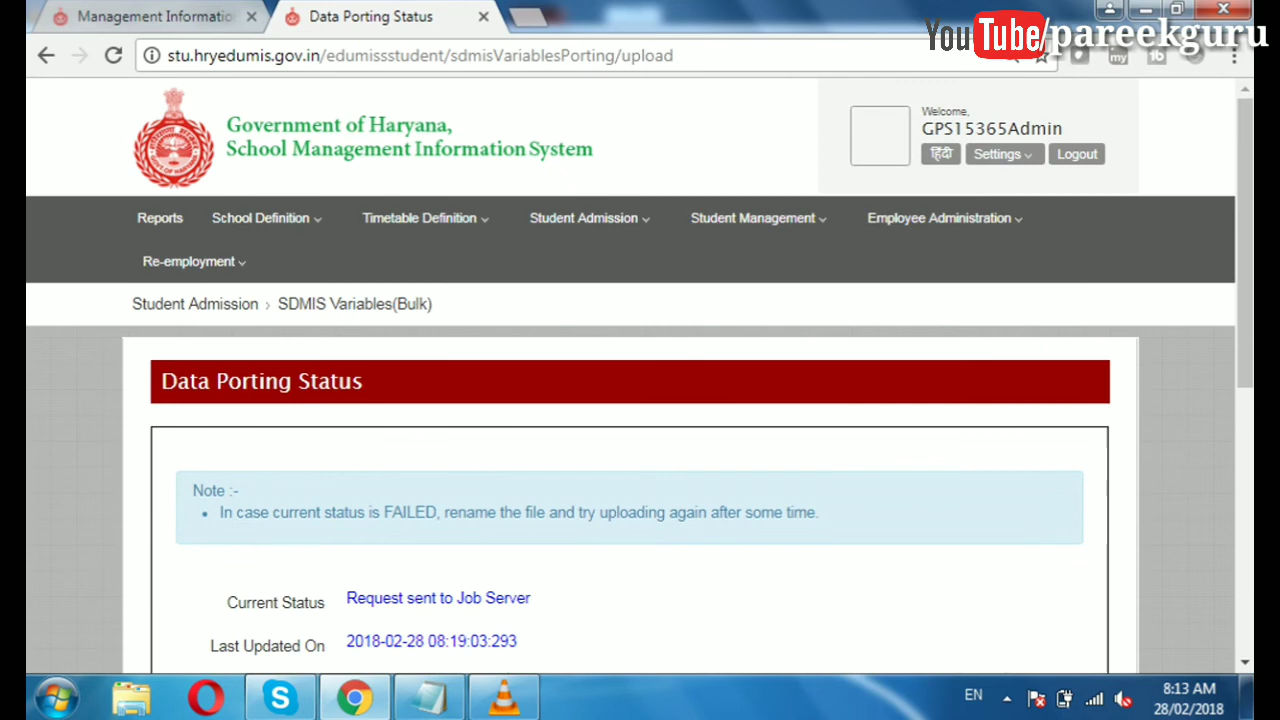 Management Informatio
Data Porting Status
YouTube/pareekguru
stu.hryedumis.gov.in/edumissstudent/sdmisVariablesPorting/upload
Government of Haryana,
School Management Information System
Welcome,
GPS15365Admin
हिंदी Settings Logout
Reports School Definition Timetable Definition Student Admission Student Management Employee Administration
Re-employment
Student Admission › SDMIS Variables(Bulk)
Data Porting Status
Note :-
• In case current status is FAILED, rename the file and try uploading again after some time.
Current Status Request sent to Job Server
Last Updated On 2018-02-28 08:19:03:293
EN
8:13 AM
28/02/2018